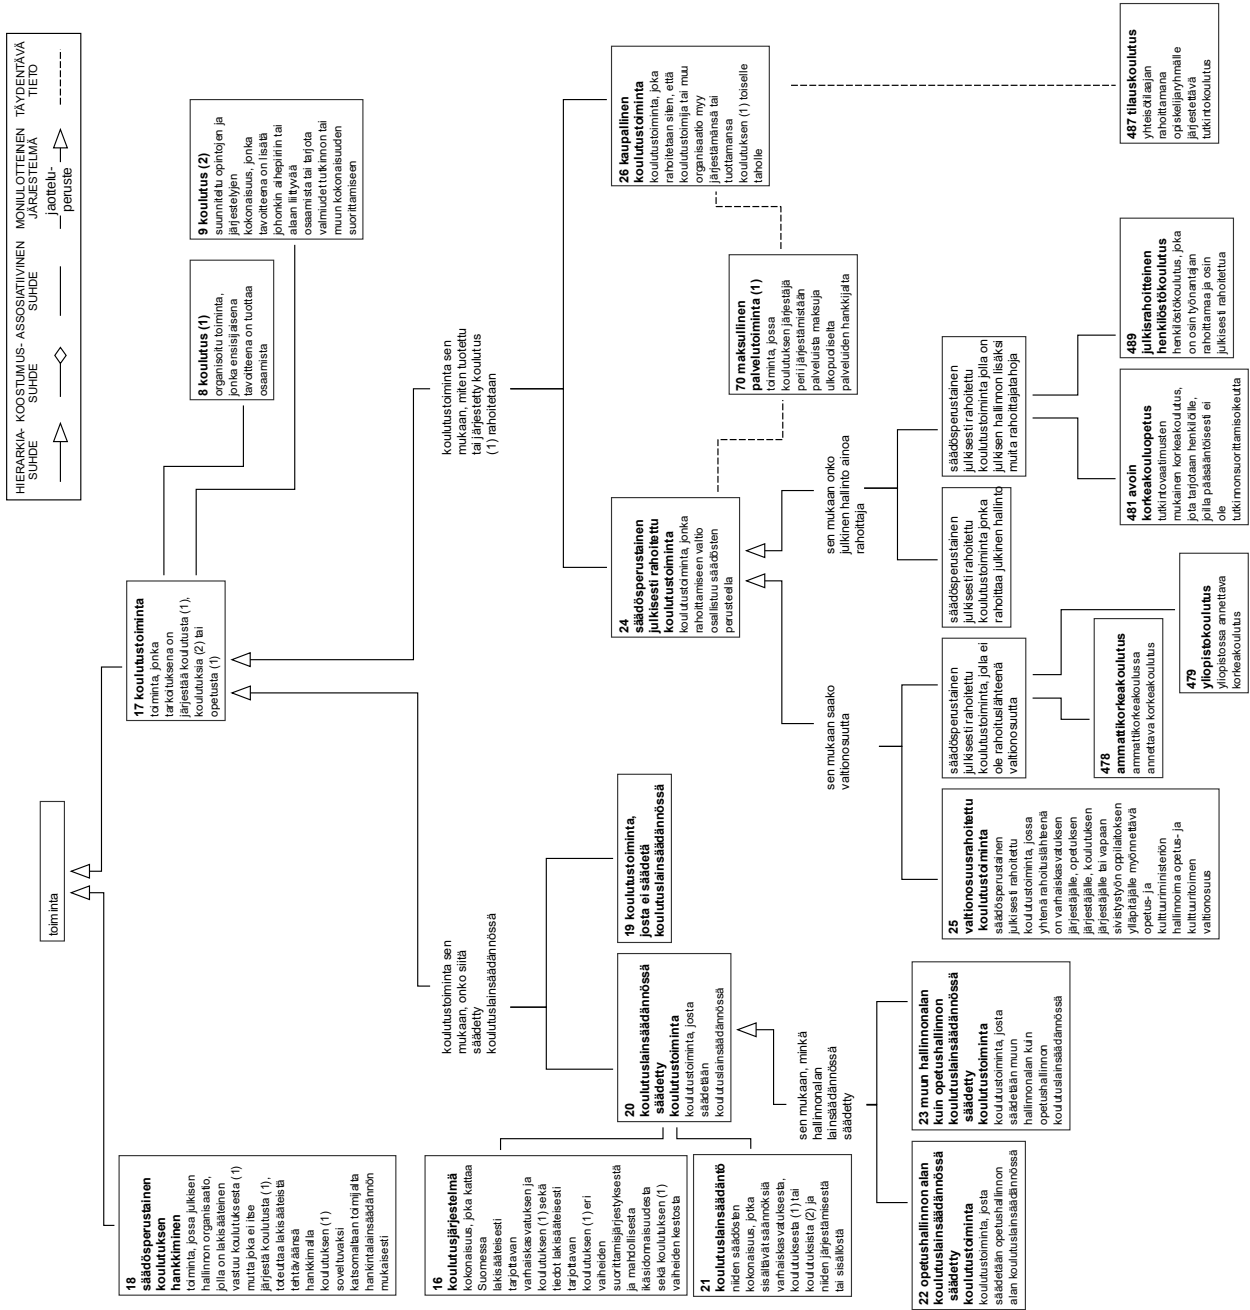 HIERARKIA-
SUHDE
KOOSTUMUS-
SUHDE
ASSOSIATIIVINEN
SUHDE
MONIULOTTEINEN
JÄRJESTELMÄ
jaottelu-
peruste
TÄYDENTÄVÄ
TIETO
toiminta
18
säädösperustainen
koulutuksen
hankkiminen
toiminta, jossa julkisen
hallinnon organisaatio,
jolla on lakisääteinen
vastuu koulutuksesta (1)
mutta joka ei itse
järjestä koulutusta (1),
toteuttaa lakisääteistä
tehtäväänsä
hankkimalla
koulutuksen (1)
soveltuvaksi
katsomaltaan toimijalta
hankintalainsäädännön
mukaisesti
17 koulutustoiminta
toiminta, jonka
tarkoituksena on
järjestää koulutusta (1),
koulutuksia (2) tai
opetusta (1)
8 koulutus (1)
organisoitu toiminta,
jonka ensisijaisena
tavoitteena on tuottaa
osaamista
9 koulutus (2)
suunniteltu opintojen ja
järjestelyjen
kokonaisuus, jonka
tavoitteena on lisätä
johonkin aihepiiriin tai
alaan liittyvää
osaamista tai tarjota
valmiudet tutkinnon tai
muun kokonaisuuden
suorittamiseen
koulutustoiminta sen
mukaan, onko siitä
säädetty
koulutuslainsäädännössä
koulutustoiminta sen
mukaan, miten tuotettu
tai järjestetty koulutus
(1) rahoitetaan
16
koulutusjärjestelmä
kokonaisuus, joka kattaa
Suomessa
lakisääteisesti
tarjottavan
varhaiskasvatuksen ja
koulutuksen (1) sekä
tiedot lakisääteisesti
tarjottavan
koulutuksen (1) eri
vaiheiden
suorittamisjärjestyksestä
ja mahdollisesta
ikäsidonnaisuudesta
sekä koulutuksen (1)
vaiheiden kestosta
20
koulutuslainsäädännössä
säädetty
koulutustoiminta
koulutustoiminta, josta
säädetään
koulutuslainsäädännössä
19 koulutustoiminta,
josta ei säädetä
koulutuslainsäädännössä
24
säädösperustainen
julkisesti rahoitettu
koulutustoiminta
koulutustoiminta, jonka
rahoittamiseen valtio
osallistuu säädösten
perusteella
26 kaupallinen
koulutustoiminta
koulutustoiminta, joka
rahoitetaan siten, että
koulutustoimija tai muu
organisaatio myy
järjestämänsä tai
tuottamansa
koulutuksen (1) toiselle
taholle
21
koulutuslainsäädäntö
niiden säädösten
kokonaisuus, jotka
sisältävät säännöksiä
varhaiskasvatuksesta,
koulutuksesta (1) tai
koulutuksista (2) ja
niiden järjestämisestä
tai sisällöstä
70 maksullinen
palvelutoiminta (1)
toiminta, jossa
koulutuksen järjestäjä
perii järjestämistään
palveluista maksuja
ulkopuoliselta
palveluiden hankkijalta
sen mukaan, minkä
hallinnonalan
lainsäädännössä
säädetty
sen mukaan saako
valtionosuutta
sen mukaan onko
julkinen hallinto ainoa
rahoittaja
22 opetushallinnon alan
koulutuslainsäädännössä
säädetty
koulutustoiminta
koulutustoiminta, josta
säädetään opetushallinnon
alan koulutuslainsäädännössä
23 muun hallinnonalan
kuin opetushallinnon
koulutuslainsäädännössä
säädetty
koulutustoiminta
koulutustoiminta, josta
säädetään muun
hallinnonalan kuin
opetushallinnon
koulutuslainsäädännössä
25
valtionosuusrahoitettu
koulutustoiminta
säädösperustainen
julkisesti rahoitettu
koulutustoiminta, jossa
yhtenä rahoituslähteenä
on varhaiskasvatuksen
järjestäjälle, opetuksen
järjestäjälle, koulutuksen
järjestäjälle tai vapaan
sivistystyön oppilaitoksen
ylläpitäjälle myönnettävä
opetus- ja
kulttuuriministeriön
hallinnoima opetus- ja
kulttuuritoimen
valtionosuus
säädösperustainen
julkisesti rahoitettu
koulutustoiminta, jolla ei
ole rahoituslähteenä
valtionosuutta
säädösperustainen
julkisesti rahoitettu
koulutustoiminta jonka
rahoittaa julkinen hallinto
säädösperustainen
julkisesti rahoitettu
koulutustoiminta jolla on
julkisen hallinnon lisäksi
muita rahoittajatahoja
478
ammattikorkeakoulutus
ammattikorkeakoulussa
annettava korkeakoulutus
479
yliopistokoulutus
yliopistossa annettava
korkeakoulutus
481 avoin
korkeakouluopetus
tutkintovaatimusten
mukainen korkeakoulutus,
jota tarjotaan henkilöille,
joilla pääsääntöisesti ei
ole
tutkinnonsuorittamisoikeutta
489
julkisrahoitteinen
henkilöstökoulutus
henkilöstökoulutus, joka
on osin työnantajan
rahoittamaa ja osin
julkisesti rahoitettua
487 tilauskoulutus
yhteisötilaajan
rahoittamana
opiskelijaryhmälle
järjestettävä
tutkintokoulutus